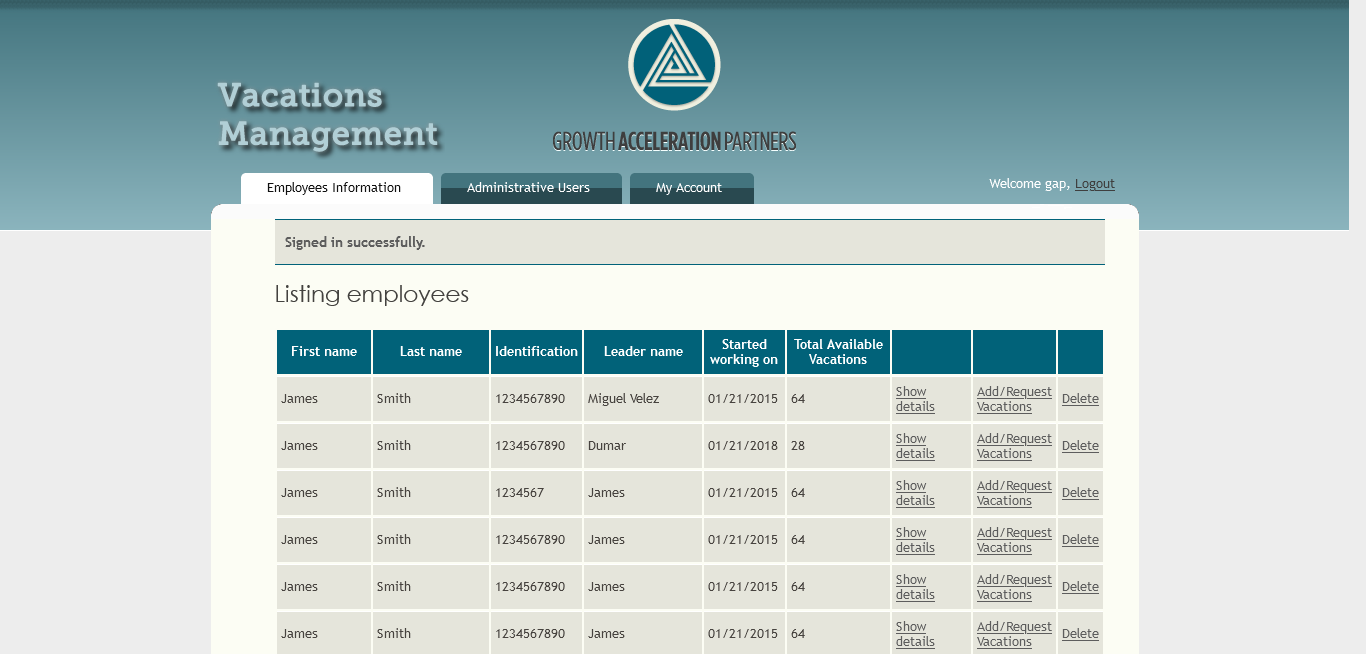 Vacations
Management
GROWTH ACCELERATION PARTNERS
Employees Information Administrative Users My Account Welcome gap, Logout
Signed in successfully.
Listing employees
First name Last name Identification Leader name Started working on Total Available Vacations
James Smith 1234567890 Miguel Velez 01/21/2015 64 Show details Add/Request Vacations Delete
James Smith 1234567890 Dumar 01/21/2018 28 Show details Add/Request Vacations Delete
James Smith 1234567 James 01/21/2015 64 Show details Add/Request Vacations Delete
James Smith 1234567890 James 01/21/2015 64 Show details Add/Request Vacations Delete
James Smith 1234567890 James 01/21/2015 64 Show details Add/Request Vacations Delete
James Smith 1234567890 James 01/21/2015 64 Show details Add/Request Vacations Delete